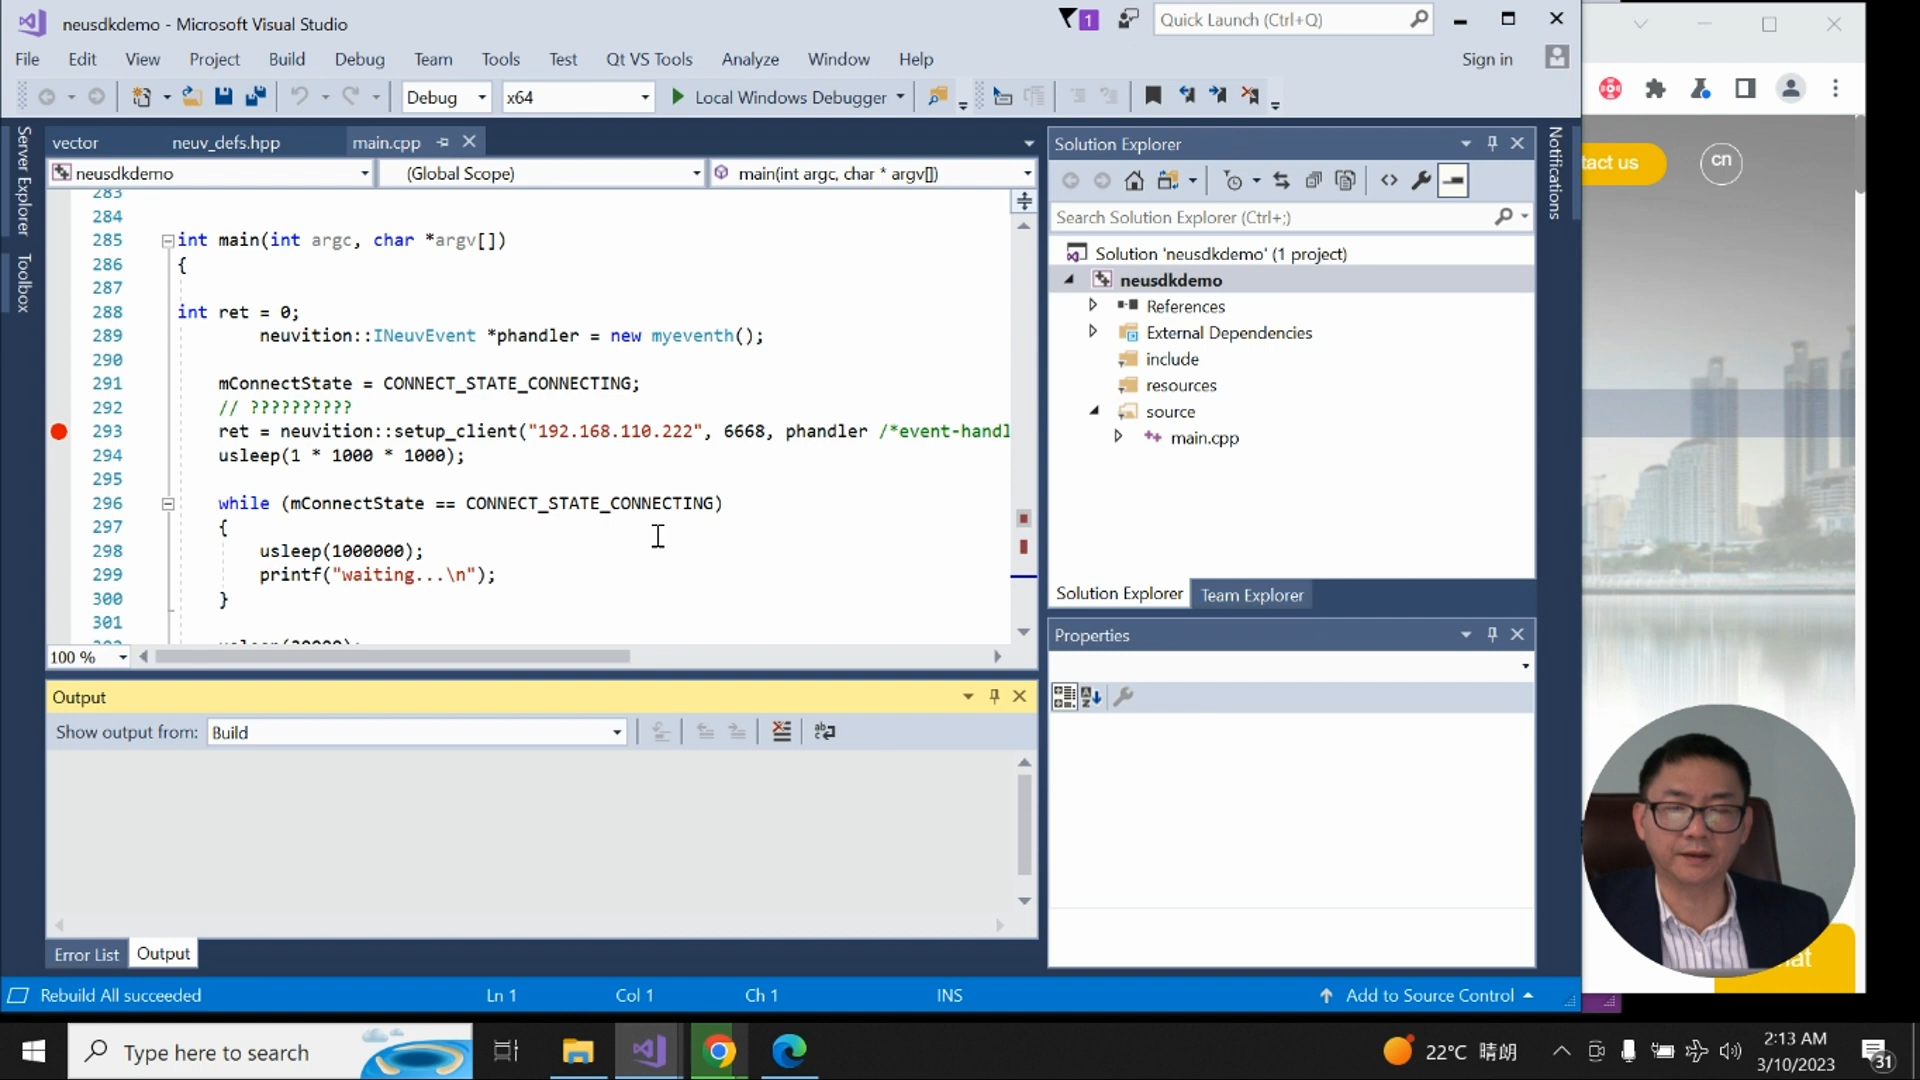 neusdkdemo - Microsoft Visual Studio
1
Quick Launch (Ctrl+Q)
File Edit View Project Build Debug Team Tools Test Qt VS Tools Analyze Window Help
Sign in
Debug x64 Local Windows Debugger
vector neuv_defs.hpp main.cpp
neusdkdemo (Global Scope) main(int argc, char * argv[])
Server Explorer
Toolbox
283
284
285 int main(int argc, char *argv[])
286 {
287
288 int ret = 0;
289 neuvition::INeuvEvent *phandler = new myeventh();
290
291 mConnectState = CONNECT_STATE_CONNECTING;
292 // ??????????
293 ret = neuvition::setup_client("192.168.110.222", 6668, phandler /*event-handl
294 usleep(1 * 1000 * 1000);
295
296 while (mConnectState == CONNECT_STATE_CONNECTING)
297 {
298 usleep(1000000);
299 printf("waiting...\n");
300 }
301
100 %
Output
Show output from: Build
Error List Output
Solution Explorer
Search Solution Explorer (Ctrl+;)
Solution 'neusdkdemo' (1 project)
neusdkdemo
References
External Dependencies
include
resources
source
main.cpp
Solution Explorer Team Explorer
Properties
Notifications
tact us
cn
at
Rebuild All succeeded Ln 1 Col 1 Ch 1 INS Add to Source Control
Type here to search
22°C 晴朗
2:13 AM
3/10/2023
31